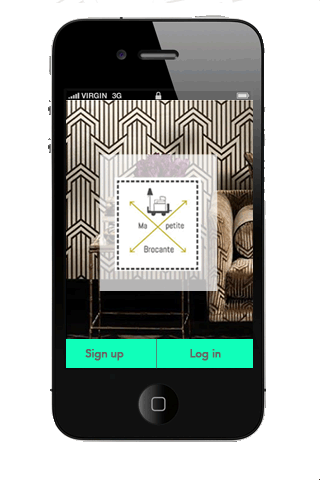 VIRGIN 3G
Ma petite
Brocante
Sign up Log in